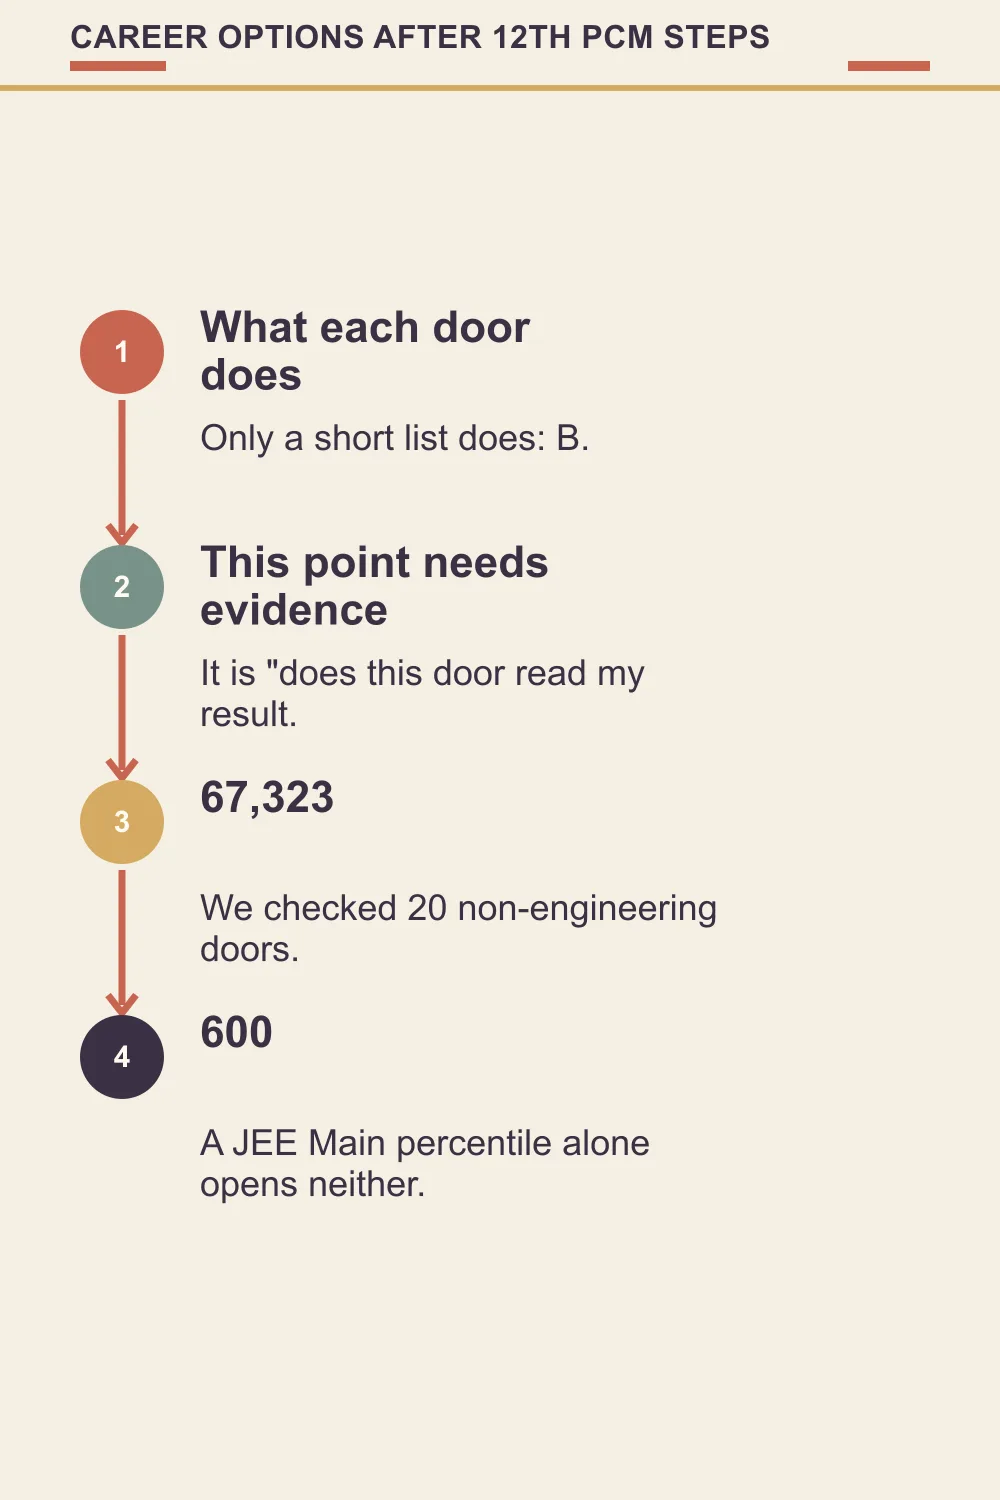 CAREER OPTIONS AFTER 12TH PCM STEPS
1
What each door
does
Only a short list does: B.
2
This point needs
evidence
It is "does this door read my
result.
3
67,323
We checked 20 non-engineering
doors.
4
600
A JEE Main percentile alone
opens neither.